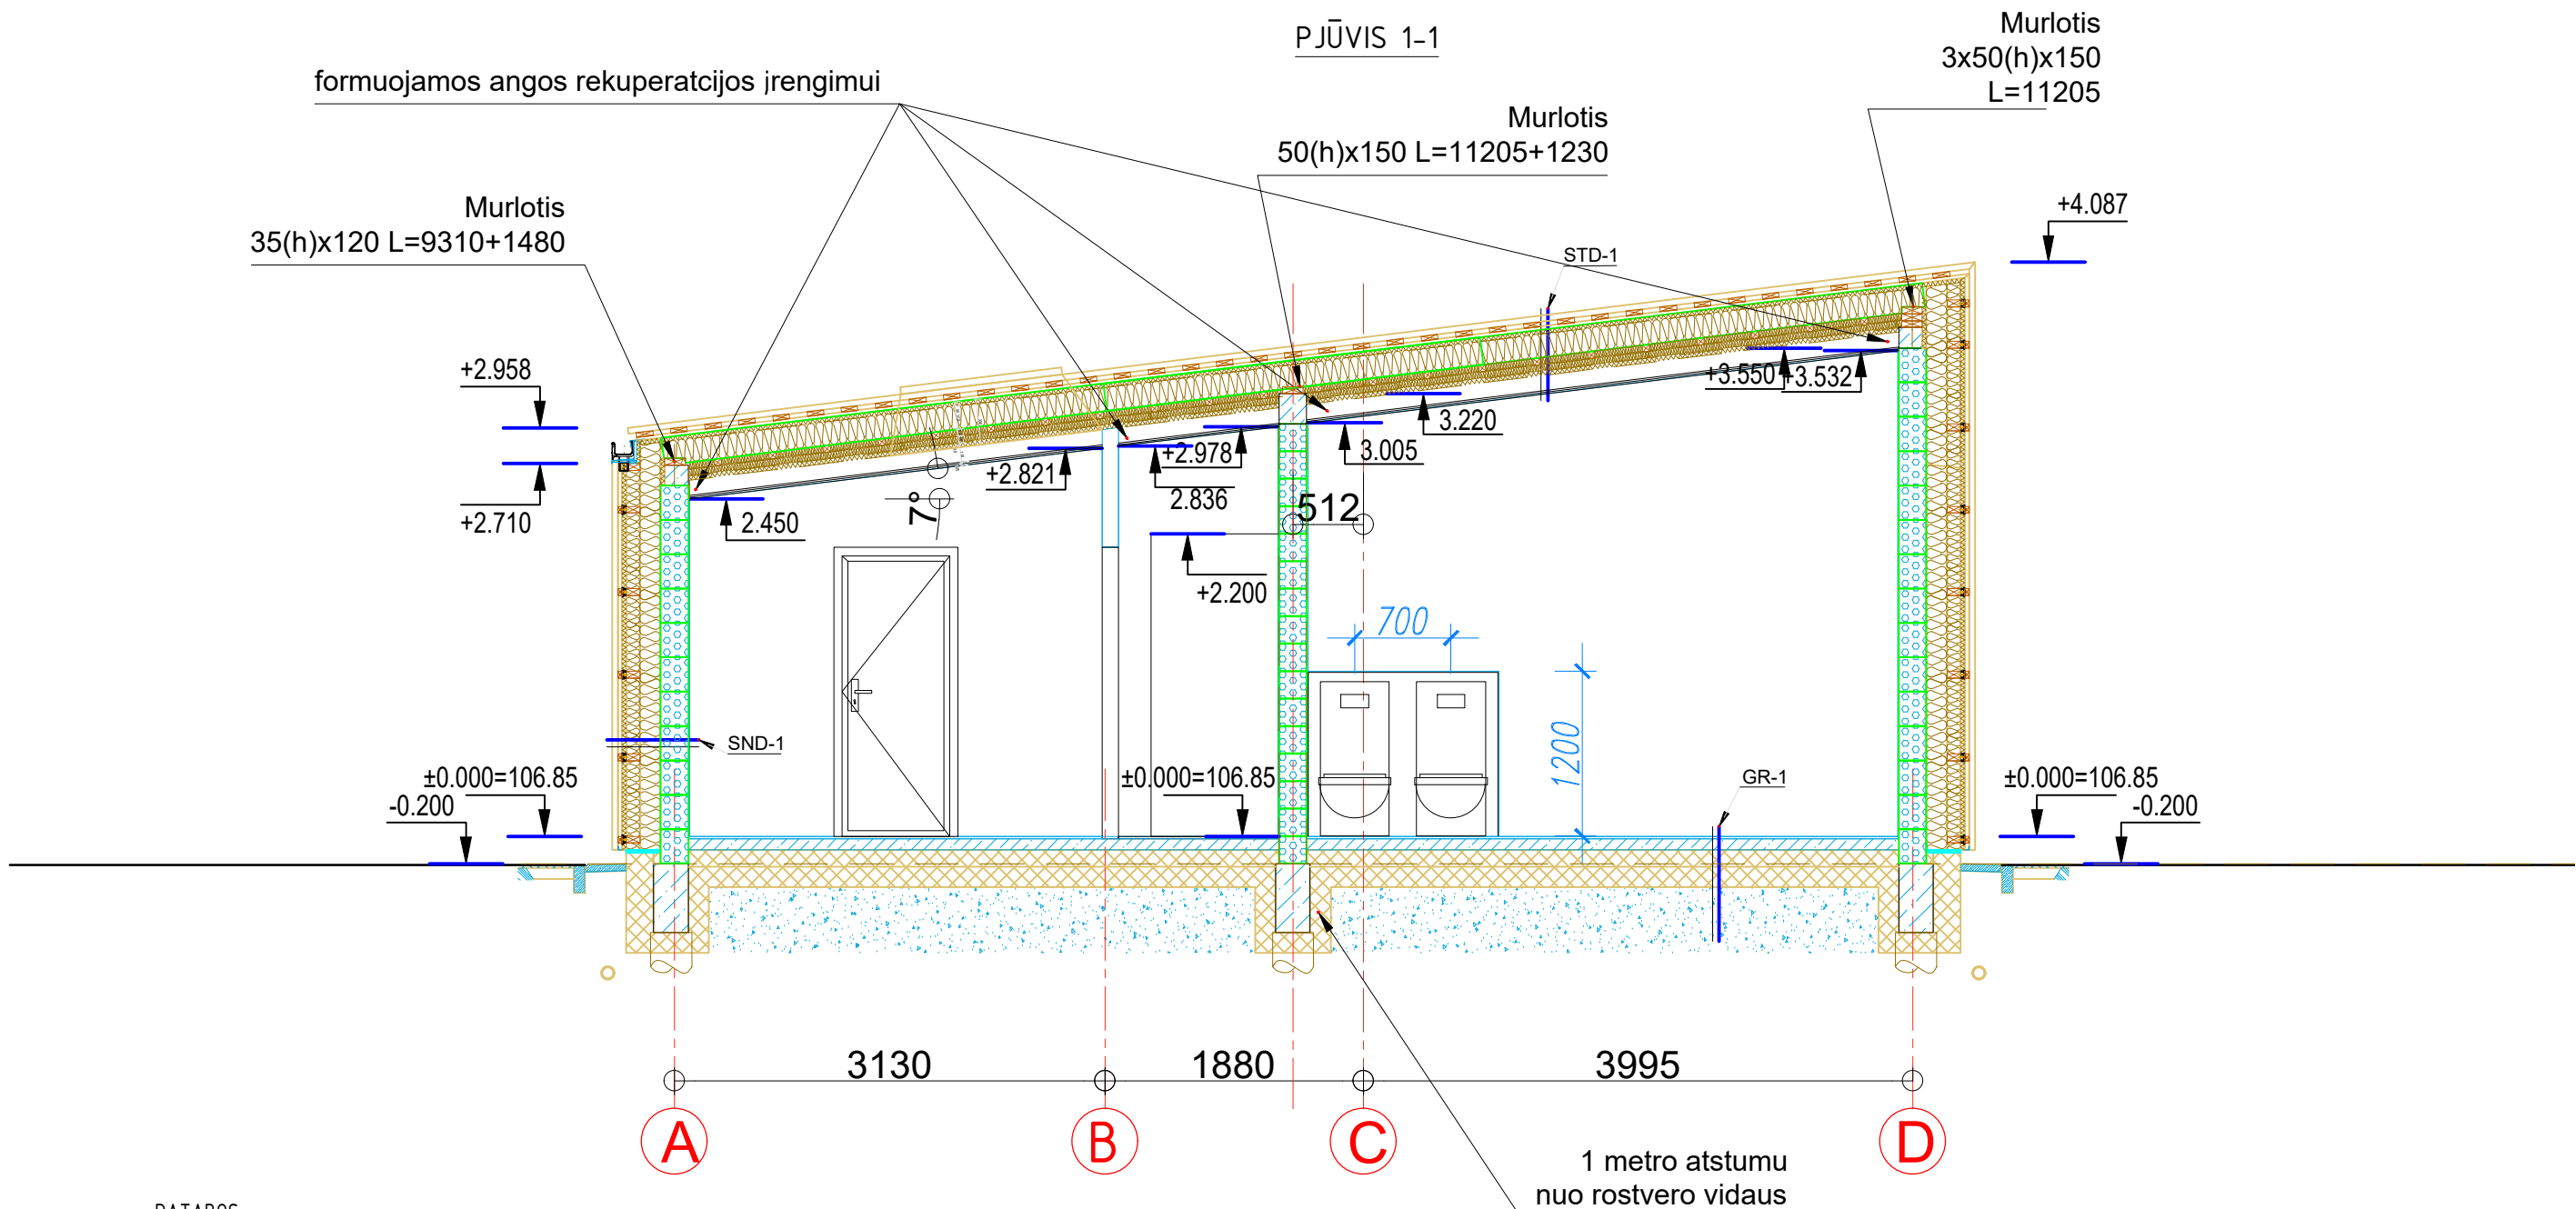 PJŪVIS 1-1
Murlotis
3x50(h)x150
L=11205
formuojamos angos rekuperatcijos įrengimui
Murlotis
50(h)x150 L=11205+1230
Murlotis
35(h)x120 L=9310+1480
+4.087
STD-1
+2.958
+3.550
+3.532
3.220
+2.978
3.005
+2.821
2.836
+2.710
2.450
7°
512
+2.200
700
1200
SND-1
±0.000=106.85
-0.200
±0.000=106.85
GR-1
±0.000=106.85
-0.200
3130
1880
3995
A
B
C
D
1 metro atstumu
nuo rostvero vidaus